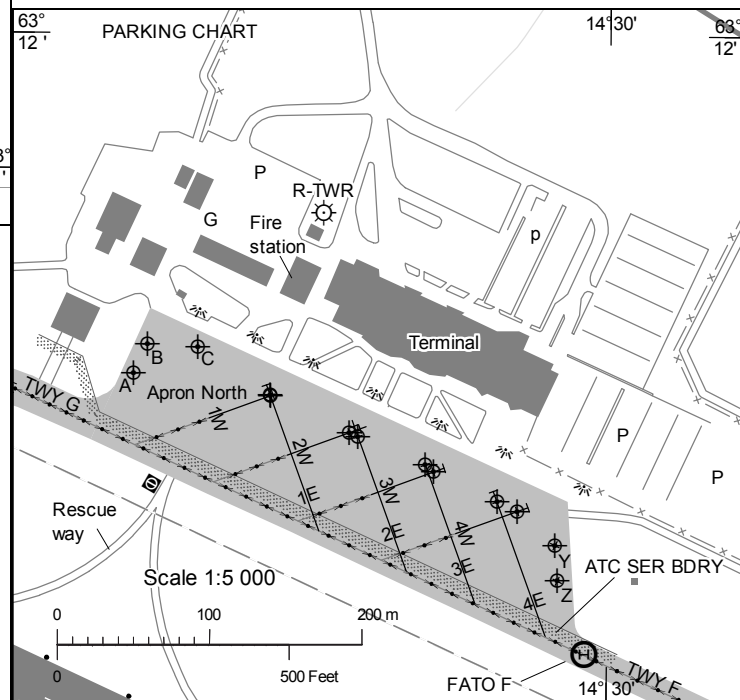 63°
12 '
PARKING CHART
14°30'
63°
12 '
P
R-TWR
G
Fire
station
p
Terminal
B
C
A
Apron North
TWY G
1W
2W
3W
4W
1E
2E
3E
4E
P
P
Rescue
way
Y
Z
ATC SER BDRY
Scale 1:5 000
0
100
200 m
0
500 Feet
H
FATO F
TWY F
14° 30'